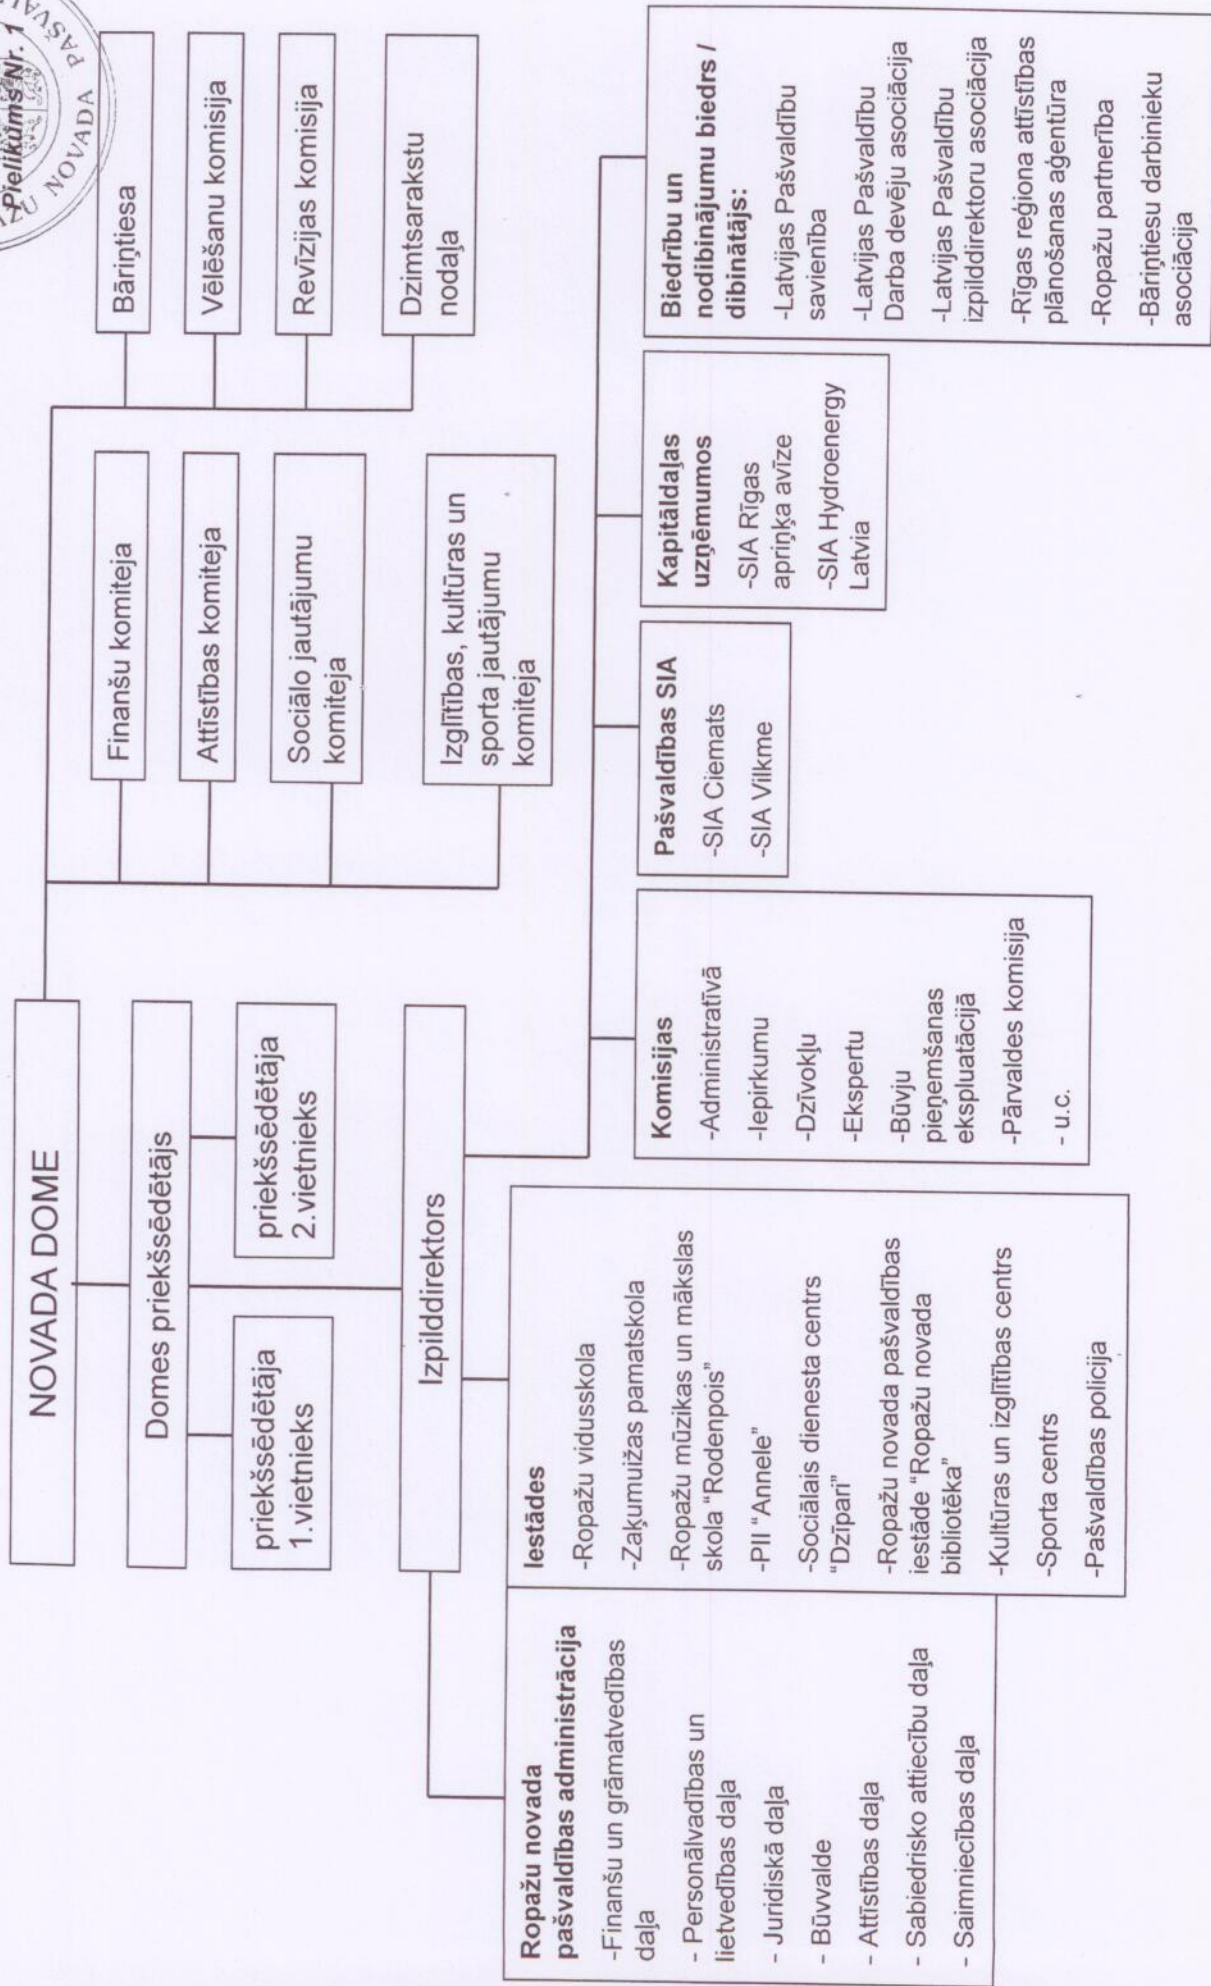 Pielikums Nr. 1
NOVADA PAŠVAL
NOVADA DOME
Domes priekšsēdētājs
priekšsēdētāja
1.vietnieks
priekšsēdētāja
2.vietnieks
Izpilddirektors
Finanšu komiteja
Attīstības komiteja
Sociālo jautājumu
komiteja
Izglītības, kultūras un
sporta jautājumu
komiteja
Bāriņtiesa
Vēlēšanu komisija
Revīzijas komisija
Dzimtsarakstu
nodaļa
Ropažu novada
pašvaldības administrācija
-Finanšu un grāmatvedības
daļa
- Personālvadības un
lietvedības daļa
- Juridiskā daļa
- Būvvalde
- Attīstības daļa
- Sabiedrisko attiecību daļa
- Saimniecības daļa
Iestādes
-Ropažu vidusskola
-Zaķumuižas pamatskola
-Ropažu mūzikas un mākslas
skola “Rodenpois”
-PII “Annele”
-Sociālais dienesta centrs
“Dzīpari”
-Ropažu novada pašvaldības
iestāde “Ropažu novada
bibliotēka”
-Kultūras un izglītības centrs
-Sporta centrs
-Pašvaldības policija
Komisijas
-Administratīvā
-Iepirkumu
-Dzīvokļu
-Ekspertu
-Būvju
pieņemšanas
ekspluatācijā
-Pārvaldes komisija
- u.c.
Pašvaldības SIA
-SIA Ciemats
-SIA Vilkme
Kapitāldaļas
uzņēmumos
-SIA Rīgas
apriņķa avīze
-SIA Hydroenergy
Latvia
Biedrību un
nodibinājumu biedrs /
dibinātājs:
-Latvijas Pašvaldību
savienība
-Latvijas Pašvaldību
Darba devēju asociācija
-Latvijas Pašvaldību
izpilddirektoru asociācija
-Rīgas reģiona attīstības
plānošanas aģentūra
-Ropažu partnerība
-Bāriņtiesu darbinieku
asociācija